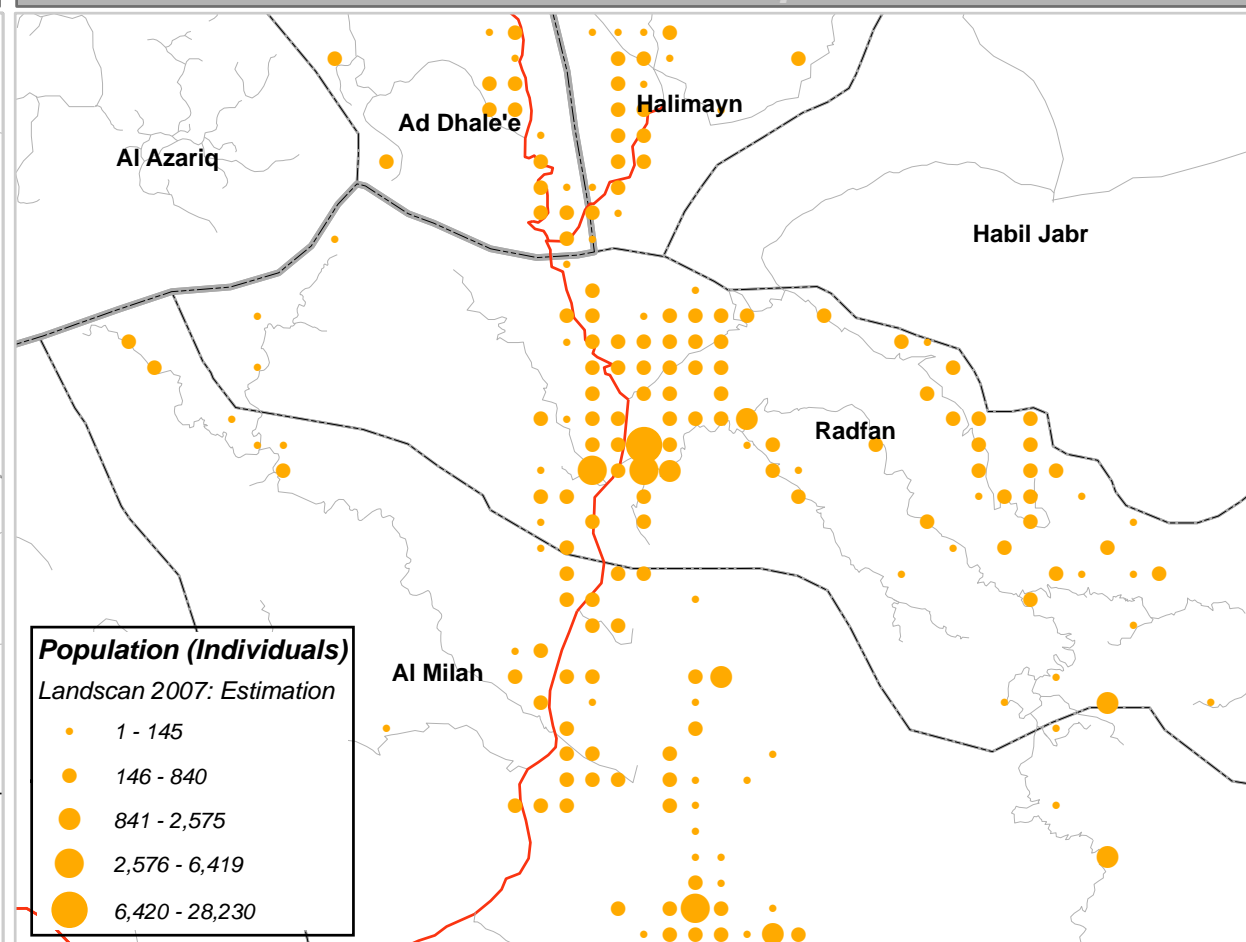 Halimayn
Ad Dhale'e
Al Azariq
Habil Jabr
Radfan
Al Milah
Population (Individuals)
Landscan 2007: Estimation
1 - 145
146 - 840
841 - 2,575
2,576 - 6,419
6,420 - 28,230